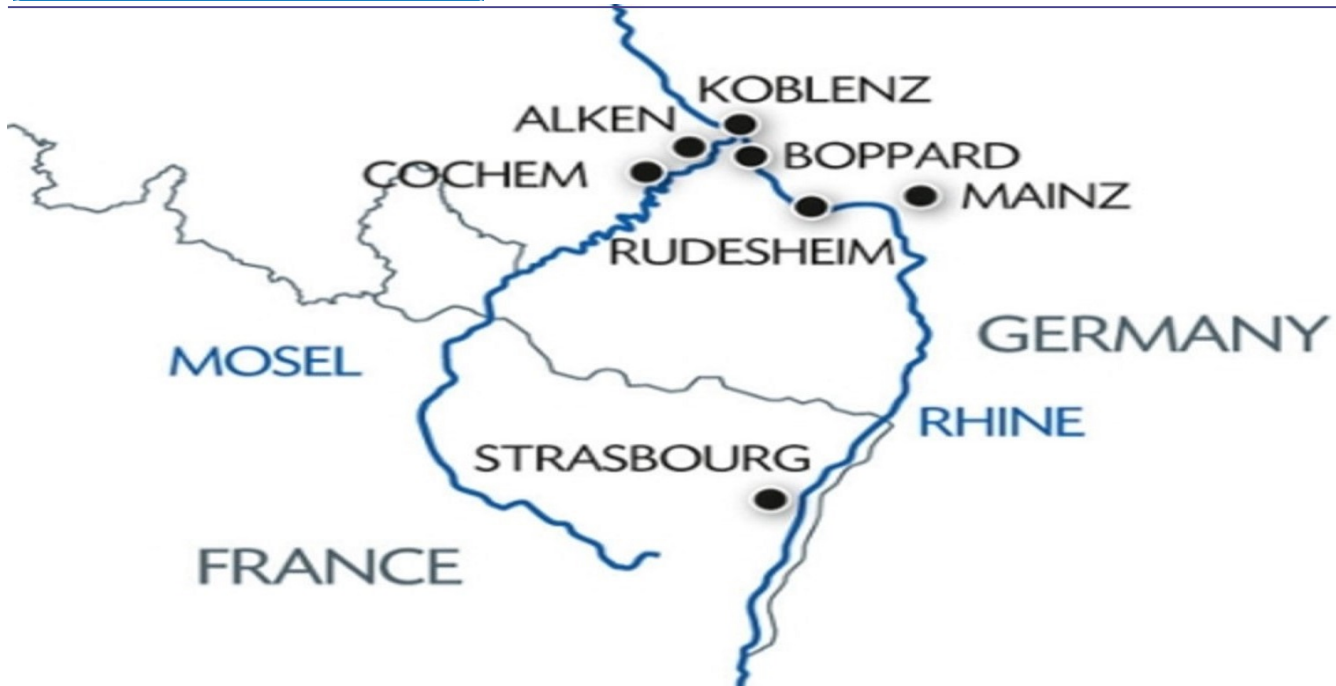 KOBLENZ
ALKEN
BOPPARD
COCHEM
MAINZ
RUDESHEIM
GERMANY
MOSEL
RHINE
STRASBOURG
FRANCE